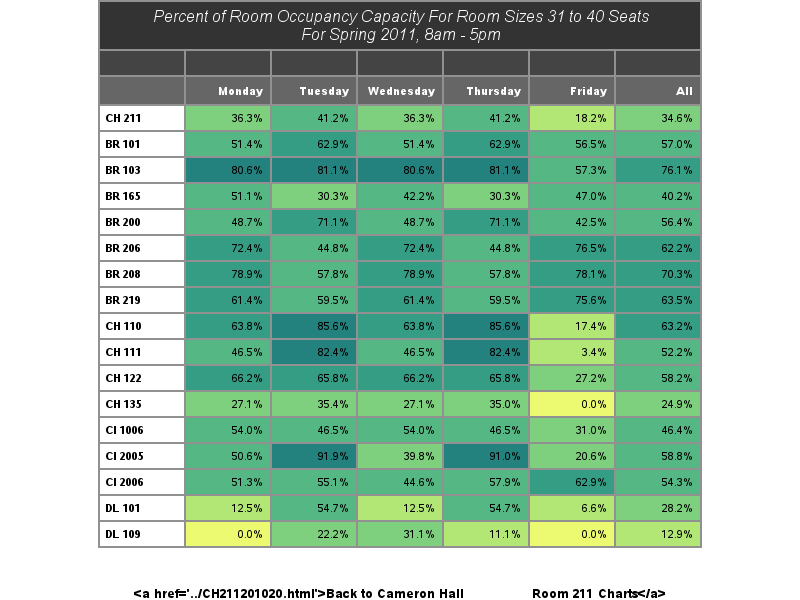 Percent of Room Occupancy Capacity For Room Sizes 31 to 40 Seats
For Spring 2011, 8am - 5pm
Monday Tuesday Wednesday Thursday Friday All
CH 211 36.3% 41.2% 36.3% 41.2% 18.2% 34.6%
BR 101 51.4% 62.9% 51.4% 62.9% 56.5% 57.0%
BR 103 80.6% 81.1% 80.6% 81.1% 57.3% 76.1%
BR 165 51.1% 30.3% 42.2% 30.3% 47.0% 40.2%
BR 200 48.7% 71.1% 48.7% 71.1% 42.5% 56.4%
BR 206 72.4% 44.8% 72.4% 44.8% 76.5% 62.2%
BR 208 78.9% 57.8% 78.9% 57.8% 78.1% 70.3%
BR 219 61.4% 59.5% 61.4% 59.5% 75.6% 63.5%
CH 110 63.8% 85.6% 63.8% 85.6% 17.4% 63.2%
CH 111 46.5% 82.4% 46.5% 82.4% 3.4% 52.2%
CH 122 66.2% 65.8% 66.2% 65.8% 27.2% 58.2%
CH 135 27.1% 35.4% 27.1% 35.0% 0.0% 24.9%
CI 1006 54.0% 46.5% 54.0% 46.5% 31.0% 46.4%
CI 2005 50.6% 91.9% 39.8% 91.0% 20.6% 58.8%
CI 2006 51.3% 55.1% 44.6% 57.9% 62.9% 54.3%
DL 101 12.5% 54.7% 12.5% 54.7% 6.6% 28.2%
DL 109 0.0% 22.2% 31.1% 11.1% 0.0% 12.9%
<a href='../CH211201020.html'>Back to Cameron Hall Room 211 Charts</a>